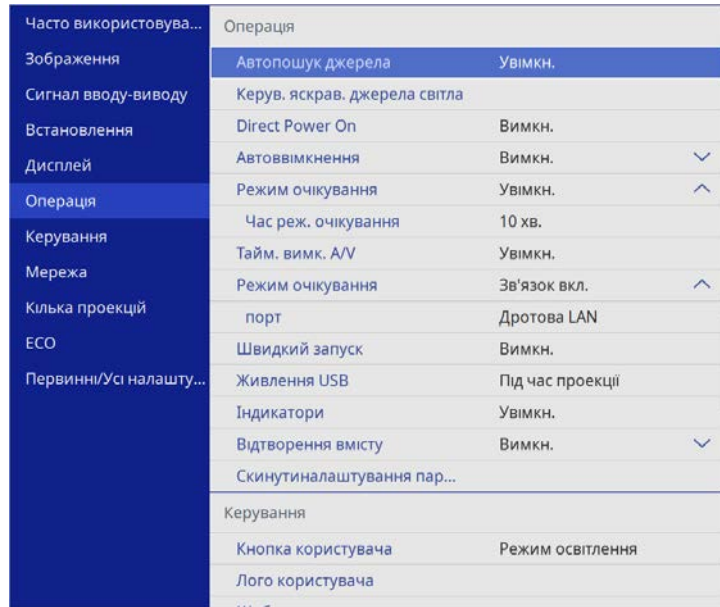 Часто використовува...
Зображення
Сигнал вводу-виводу
Встановлення
Дисплей
Операція
Керування
Мережа
Кілька проекцій
ECO
Первинні/Усі налашту...
Операція
Автопошук джерела Увімкн.
Керув. яскрав. джерела світла
Direct Power On Вимкн.
Автоввімкнення Вимкн.
Режим очікування Увімкн.
Час реж. очікування 10 хв.
Тайм. вимк. A/V Увімкн.
Режим очікування Зв'язок вкл.
порт Дротова LAN
Швидкий запуск Вимкн.
Живлення USB Під час проекції
Індикатори Увімкн.
Відтворення вмісту Вимкн.
Скинутиналаштування пар...
Керування
Кнопка користувача Режим освітлення
Лого користувача